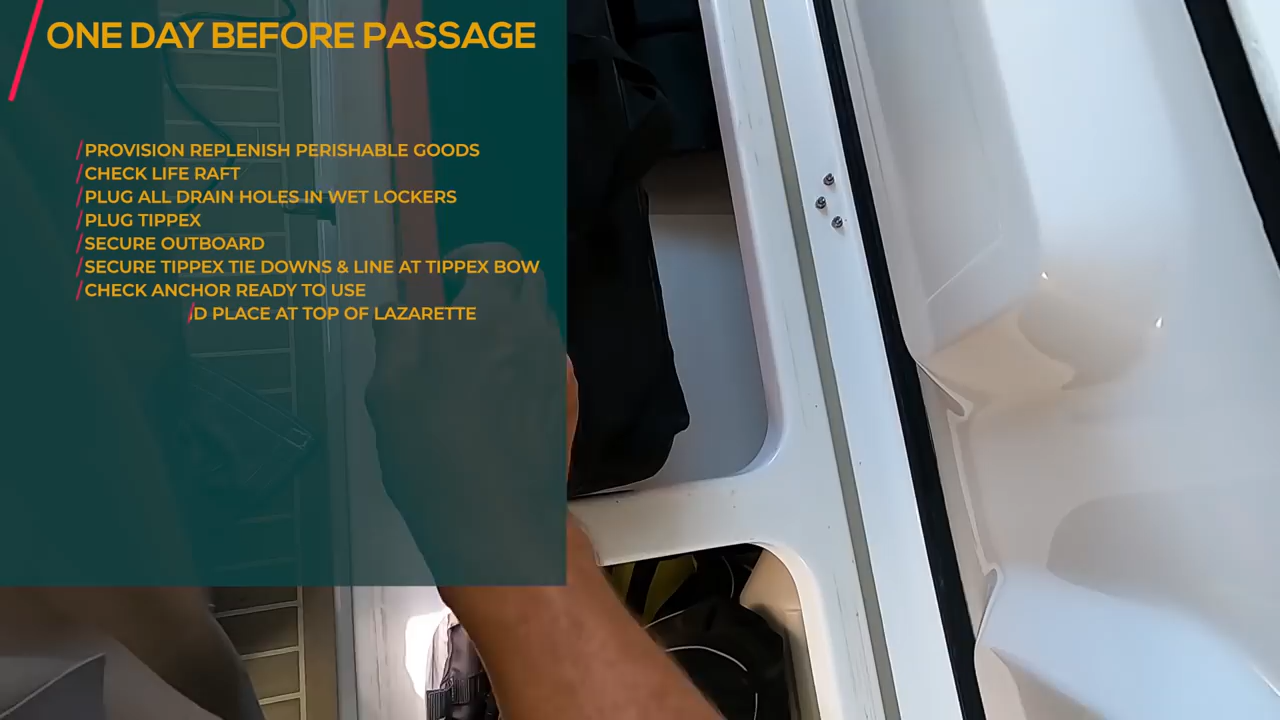 ONE DAY BEFORE PASSAGE
PROVISION REPLENISH PERISHABLE GOODS
CHECK LIFE RAFT
PLUG ALL DRAIN HOLES IN WET LOCKERS
PLUG TIPPEX
SECURE OUTBOARD
SECURE TIPPEX TIE DOWNS & LINE AT TIPPEX BOW
CHECK ANCHOR READY TO USE
D PLACE AT TOP OF LAZARETTE